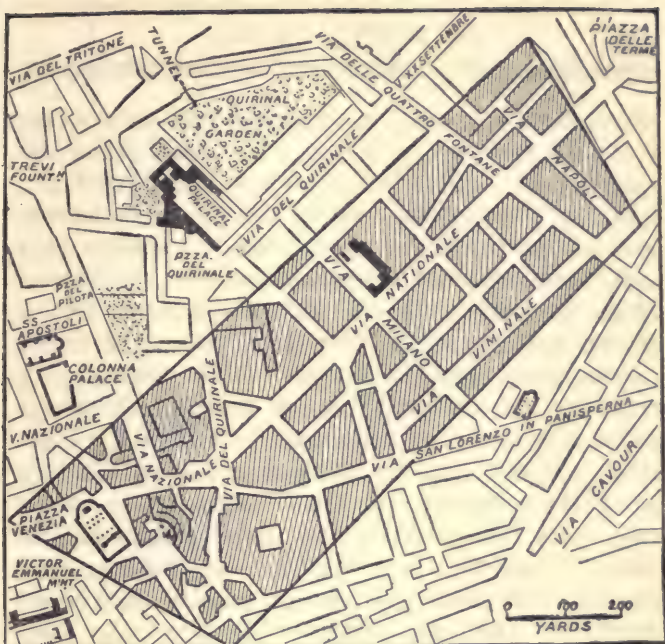 PIAZZA
DELLE
TERME
VIA DEL TRITONE
TUNNEL
VIA DELLE QUATTRO FONTANE
V. XX SETTEMBRE
QUIRINAL
GARDEN
VIA
NAPOLI
TREVI
FOUNTN
QUIRINAL
PALACE
VIA DEL QUIRINALE
PZZA.
DEL
QUIRINALE
VIA NATIONALE
VIA MILANO
VIA VIMINALE
PZZA
DEL
PILOTA
SS
APOSTOLI
COLONNA
PALACE
V. NAZIONALE
VIA NAZIONALE
VIA DEL QUIRINALE
VIA SAN LORENZO IN PANISPERNA
VIA CAVOUR
PIAZZA
VENEZIA
VICTOR
EMMANUEL
MMT
0 100 200
YARDS